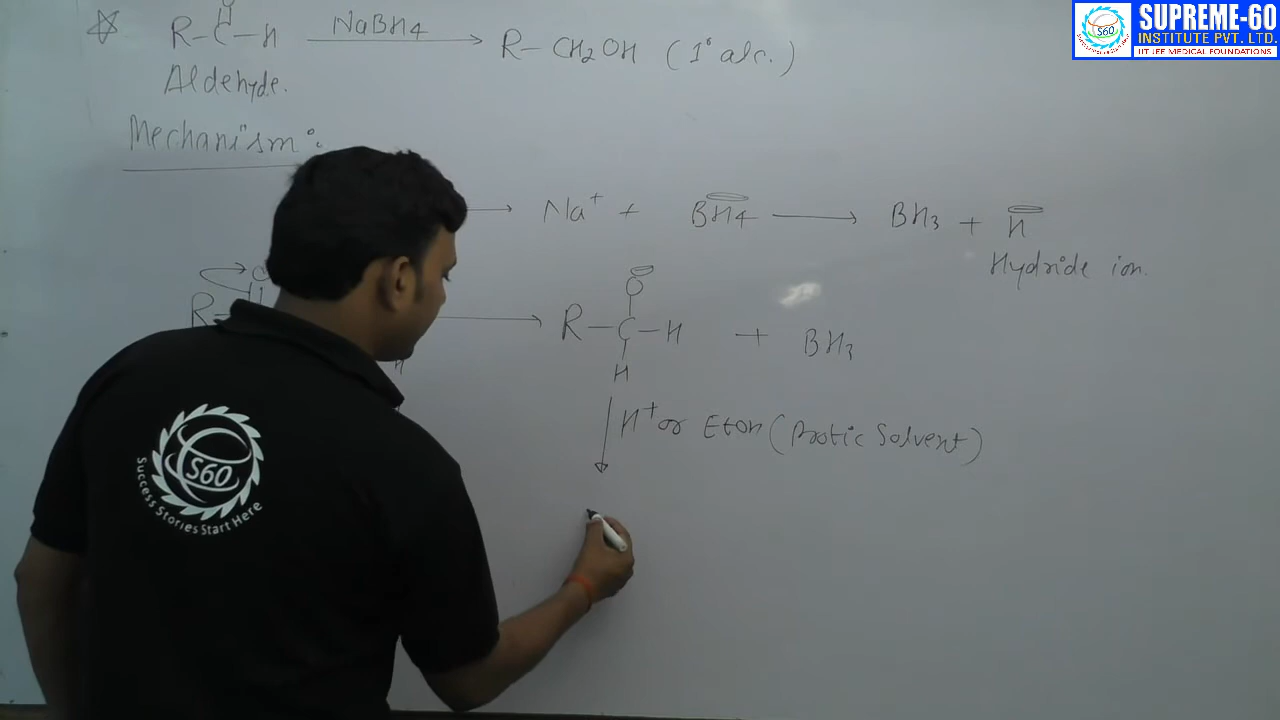 SUPREME-60
INSTITUTE PVT. LTD.
IIT JEE MEDICAL FOUNDATIONS
S60
O
R-C-H NaBH4 R-CH2OH (1° alc.)
Aldehyde.
Mechanism :
Na+ + BH4 BH3 + H
Hydride ion.
O
R
H
O
R-C-H + BH3
H
H+ or EtOH (Protic Solvent)
S60
Success Stories Start Here